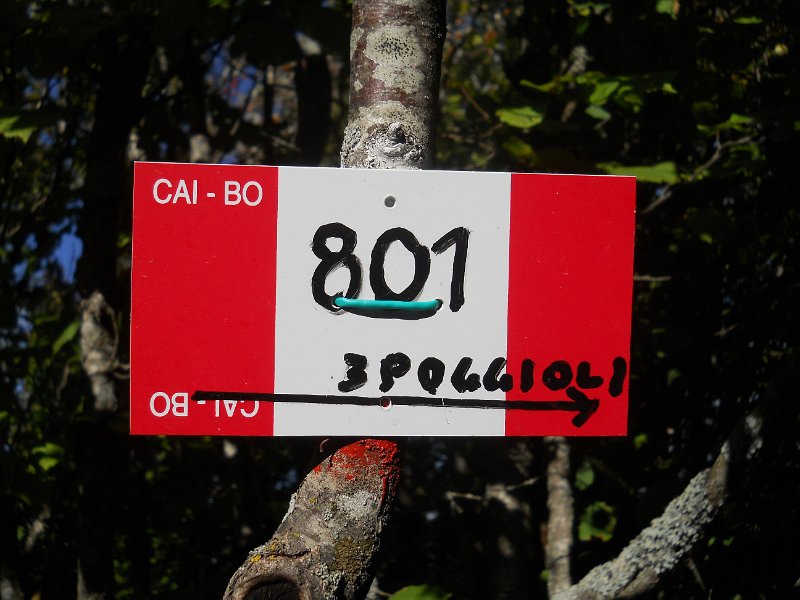 CAI - BO
801
3 POGGIOLI
CAI - BO